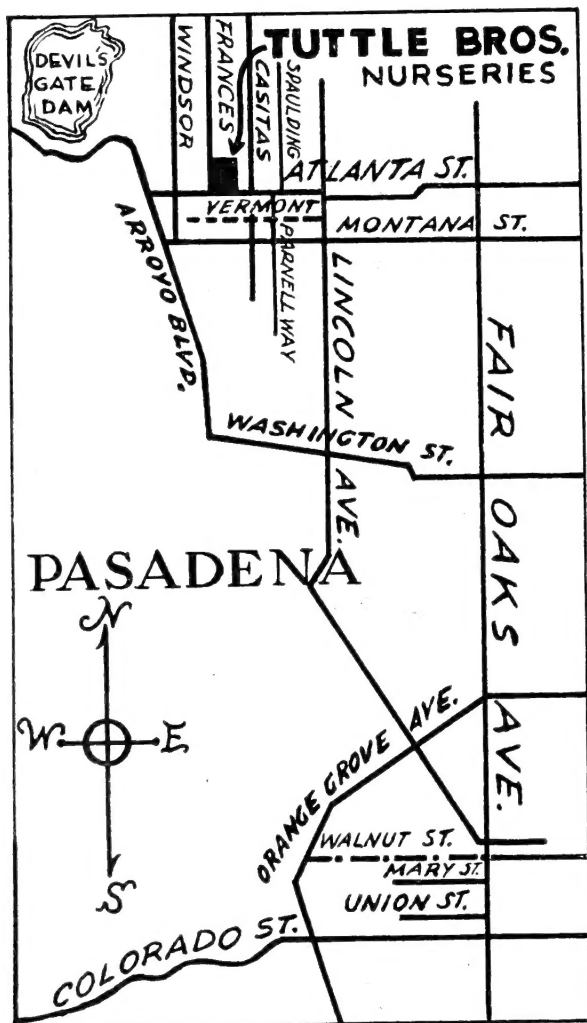 TUTTLE BROS.
NURSERIES
DEVILS
GATE
DAM
WINDSOR
FRANCES
CASITAS
SPAULDING
ATLANTA ST.
VERMONT
MONTANA ST.
PARNELL WAY
ARROYO BLVD.
LINCOLN AVE.
FAIR OAKS AVE.
WASHINGTON ST.
PASADENA
N
W E
S
ORANGE GROVE AVE.
WALNUT ST.
MARY ST.
UNION ST.
COLORADO ST.